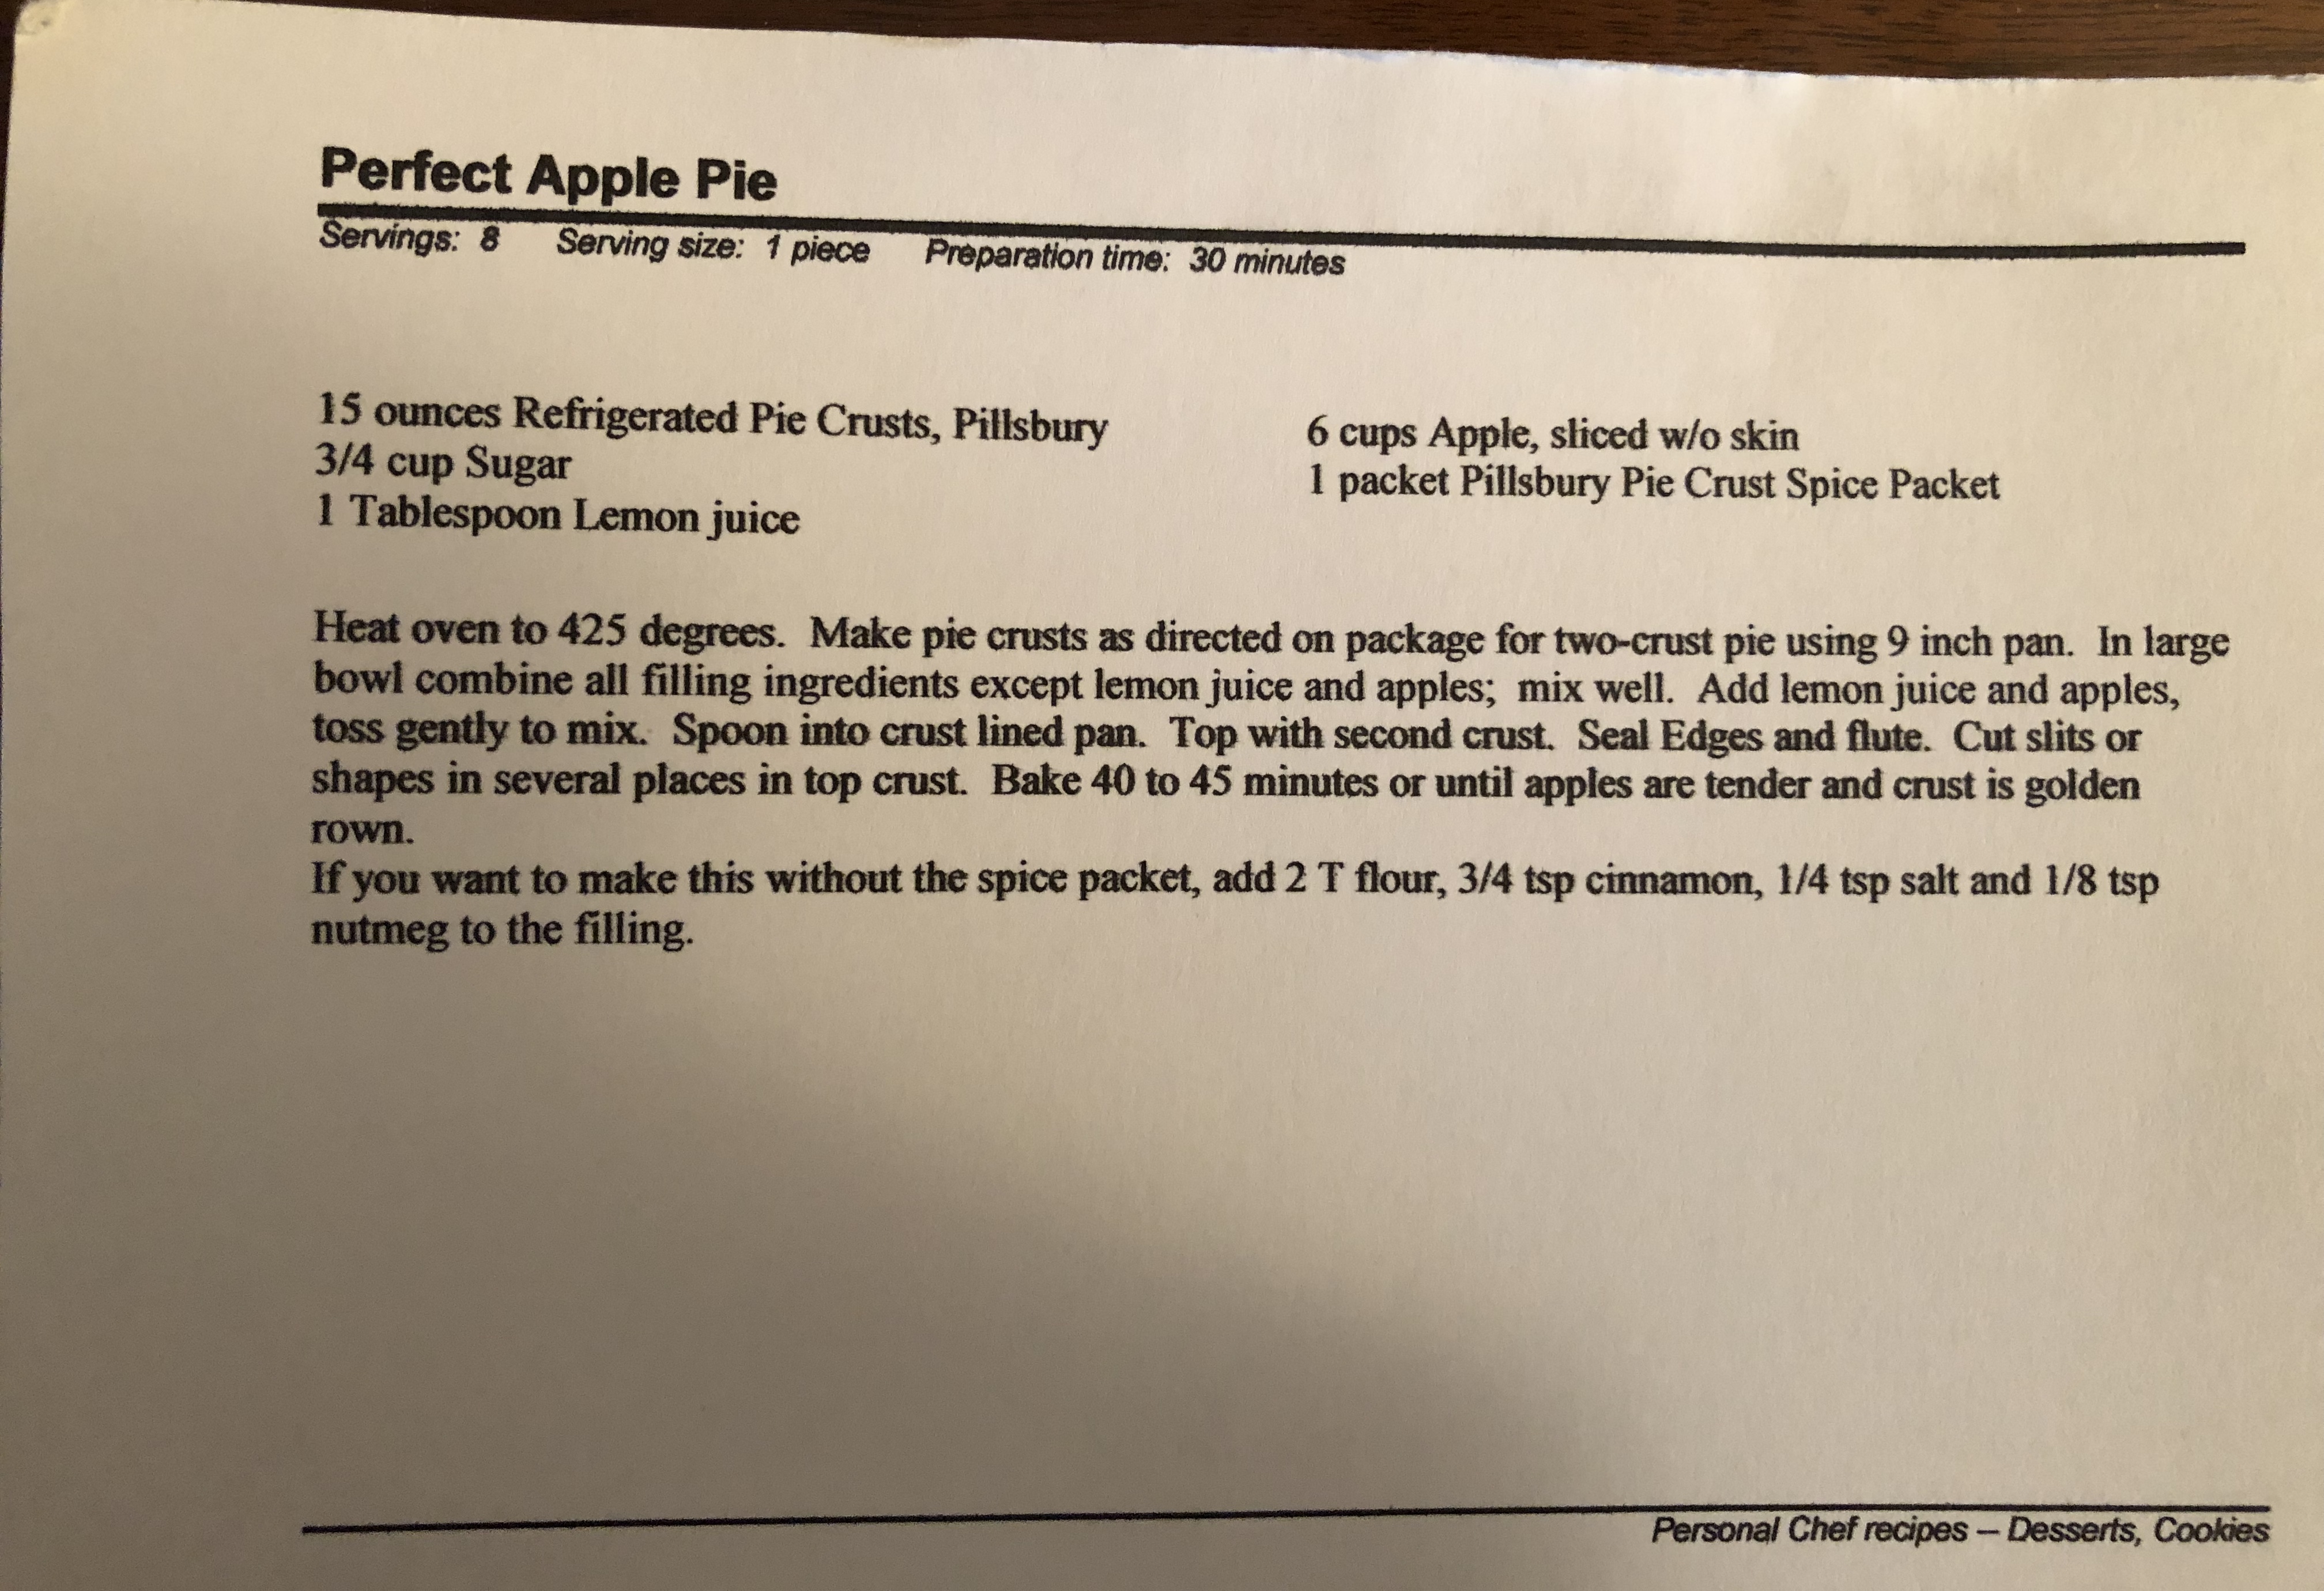 Perfect Apple Pie
Servings: 8 Serving size: 1 piece Preparation time: 30 minutes
15 ounces Refrigerated Pie Crusts, Pillsbury
3/4 cup Sugar
1 Tablespoon Lemon juice
6 cups Apple, sliced w/o skin
1 packet Pillsbury Pie Crust Spice Packet
Heat oven to 425 degrees. Make pie crusts as directed on package for two-crust pie using 9 inch pan. In large
bowl combine all filling ingredients except lemon juice and apples; mix well. Add lemon juice and apples,
toss gently to mix. Spoon into crust lined pan. Top with second crust. Seal Edges and flute. Cut slits or
shapes in several places in top crust. Bake 40 to 45 minutes or until apples are tender and crust is golden
rown.
If you want to make this without the spice packet, add 2 T flour, 3/4 tsp cinnamon, 1/4 tsp salt and 1/8 tsp
nutmeg to the filling.
Personal Chef recipes – Desserts, Cookies